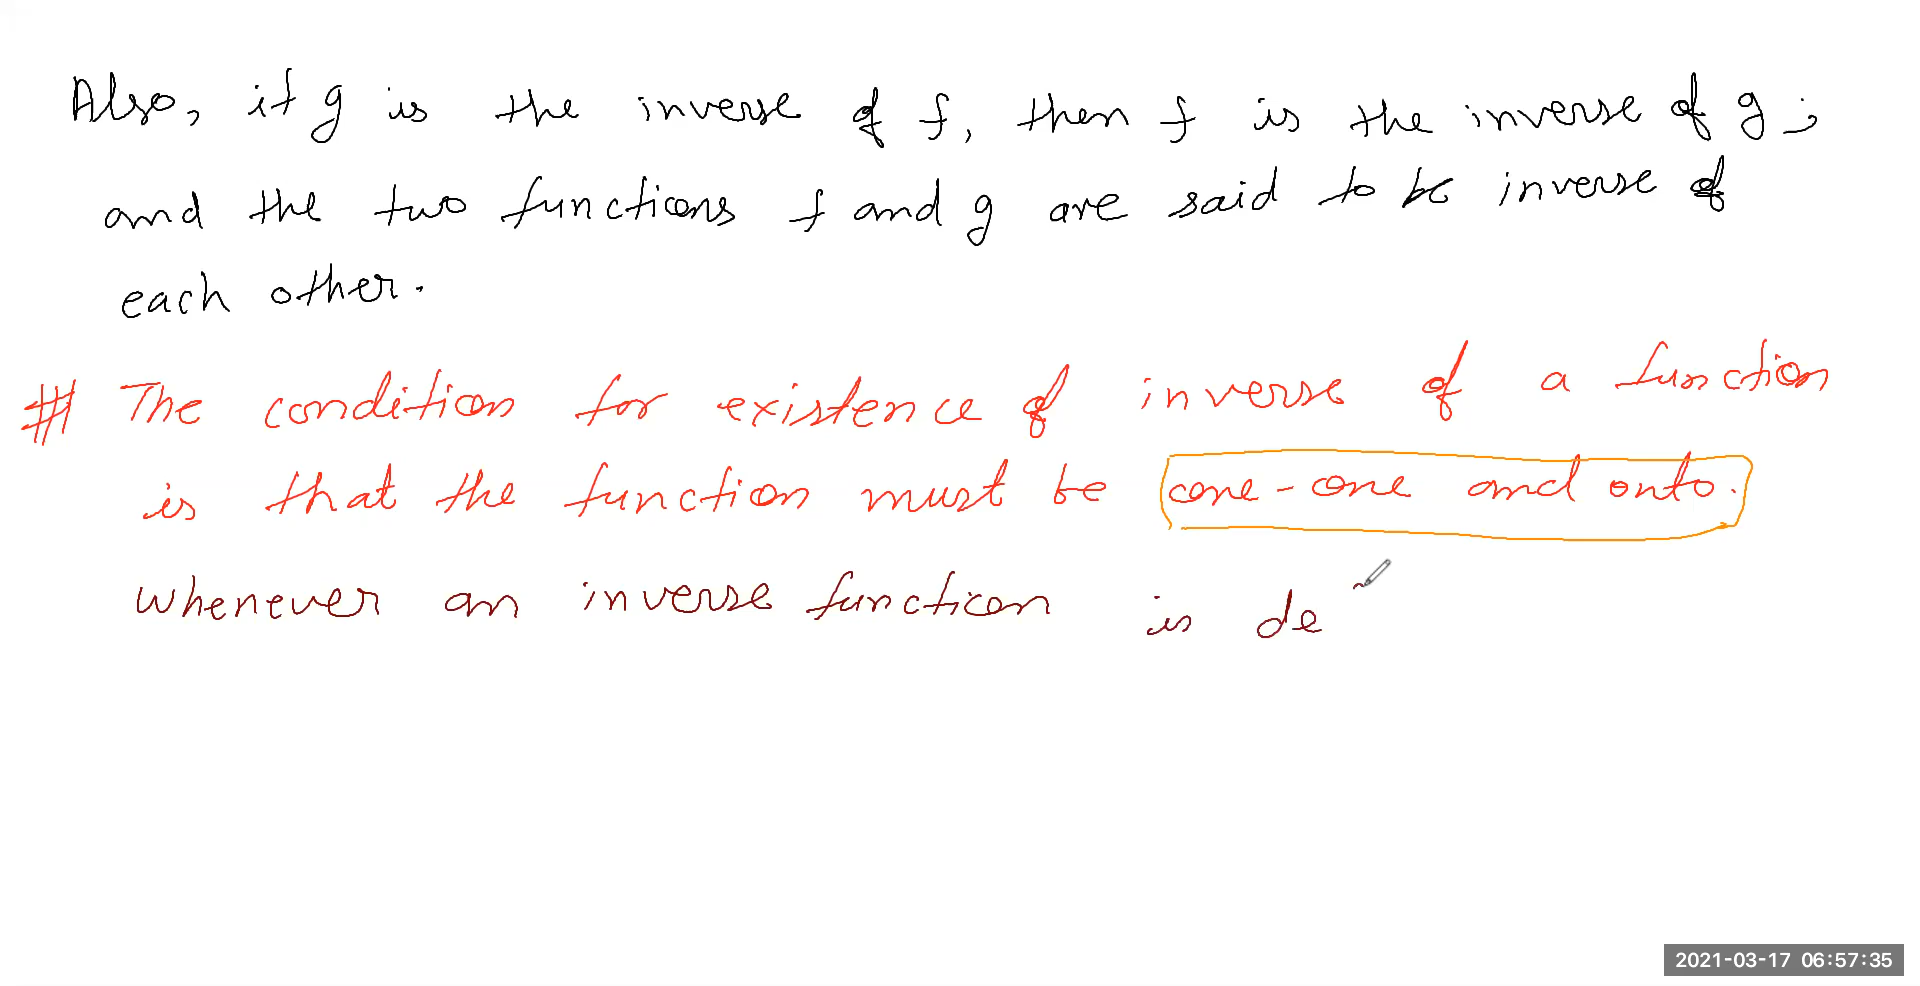 Also, if g is the inverse of f, then f is the inverse of g;
and the two functions f and g are said to be inverse of
each other.
# The condition for existence of inverse of a function
is that the function must be one-one and onto.
Whenever an inverse function is de
2021-03-17 06:57:35